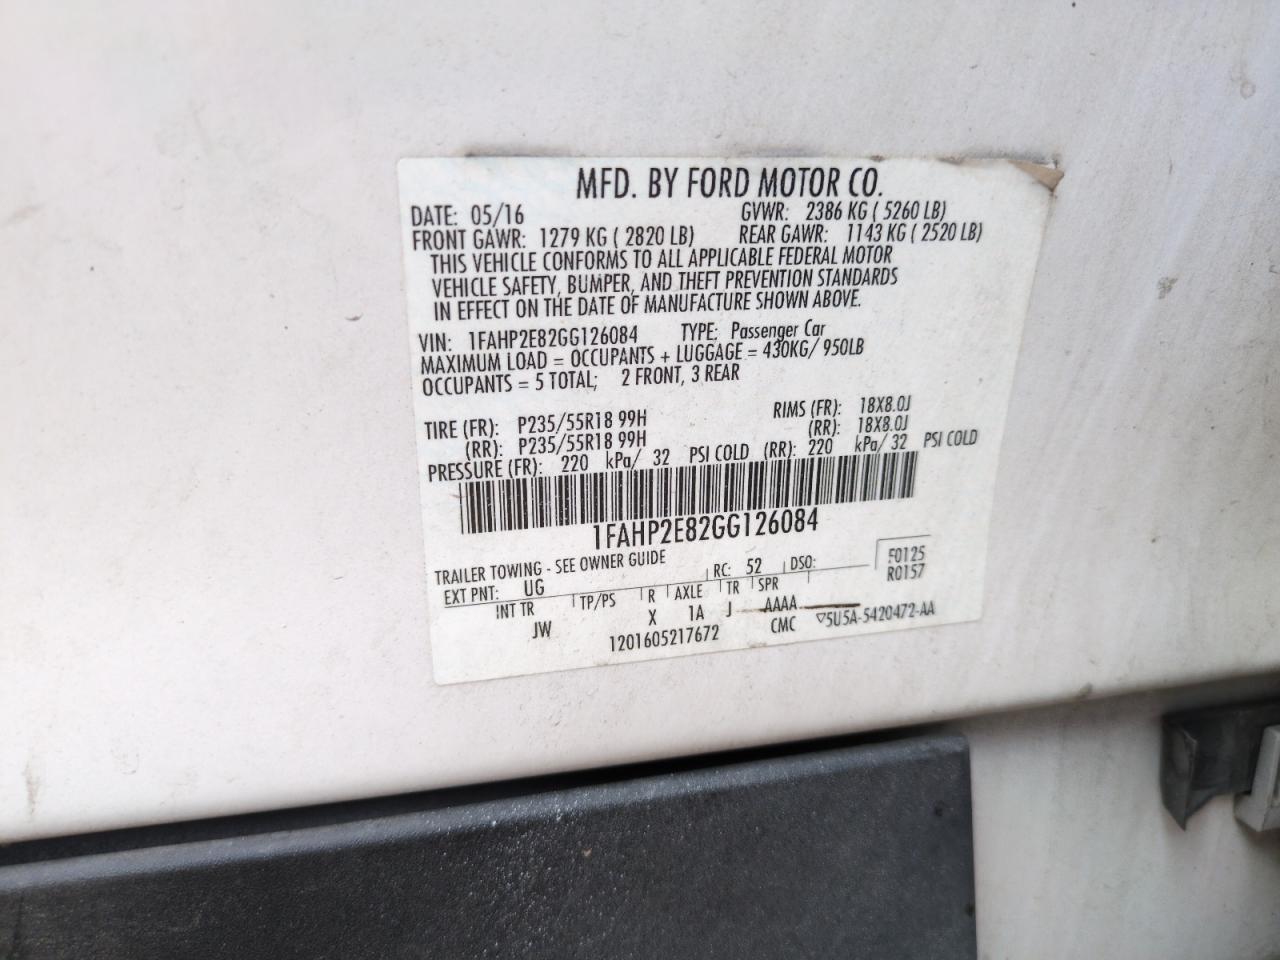 MFD. BY FORD MOTOR CO.
DATE: 05/16 GVWR: 2386 KG ( 5260 LB)
FRONT GAWR: 1279 KG ( 2820 LB) REAR GAWR: 1143 KG ( 2520 LB)
THIS VEHICLE CONFORMS TO ALL APPLICABLE FEDERAL MOTOR
VEHICLE SAFETY, BUMPER, AND THEFT PREVENTION STANDARDS
IN EFFECT ON THE DATE OF MANUFACTURE SHOWN ABOVE.
VIN: 1FAHP2E82GG126084 TYPE: Passenger Car
MAXIMUM LOAD = OCCUPANTS + LUGGAGE = 430KG/ 950LB
OCCUPANTS = 5 TOTAL; 2 FRONT, 3 REAR
TIRE (FR): P235/55R18 99H RIMS (FR): 18X8.0J
(RR): P235/55R18 99H (RR): 18X8.0J
PRESSURE (FR): 220 kPa/ 32 PSI COLD (RR): 220 kPa/ 32 PSI COLD
1FAHP2E82GG126084
TRAILER TOWING - SEE OWNER GUIDE
EXT PNT: UG RC: 52 DSO: F0125
R0157
INT TR TP/PS R AXLE TR SPR
JW X 1A J AAAA
1201605217672 CMC ▽5U5A-5420472-AA